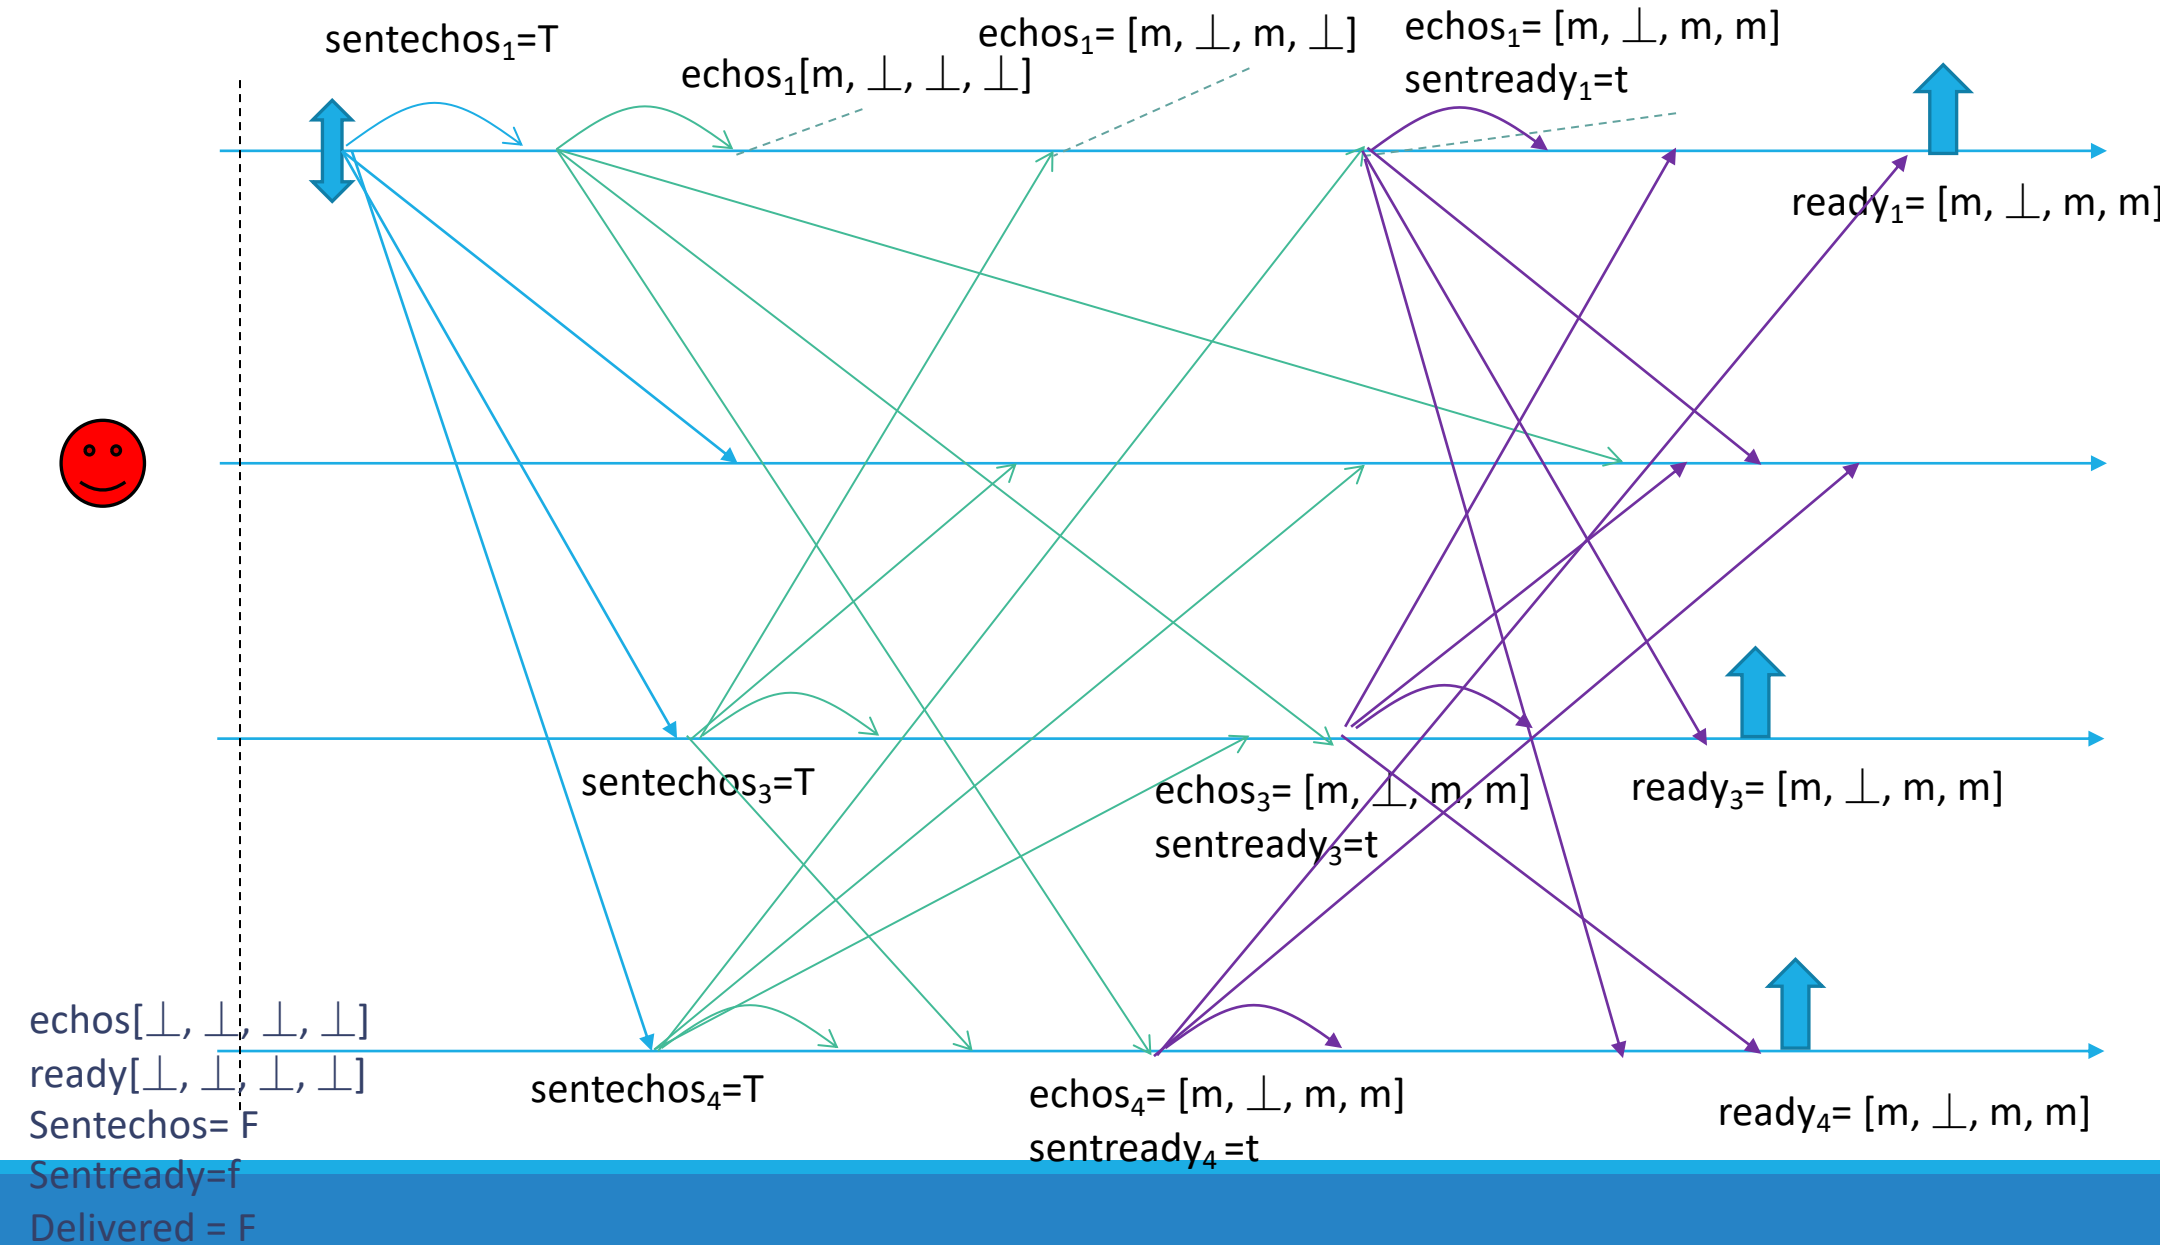 sentechos₁=T
echos₁[m, ⊥, ⊥, ⊥]
echos₁= [m, ⊥, m, ⊥]
echos₁= [m, ⊥, m, m]
sentready₁=t
ready₁= [m, ⊥, m, m]
sentechos₃=T
echos₃= [m, ⊥, m, m]
sentready₃=t
ready₃= [m, ⊥, m, m]
echos[⊥, ⊥, ⊥, ⊥]
ready[⊥, ⊥, ⊥, ⊥]
Sentechos= F
Sentready=f
Delivered = F
sentechos₄=T
echos₄= [m, ⊥, m, m]
sentready₄ =t
ready₄= [m, ⊥, m, m]